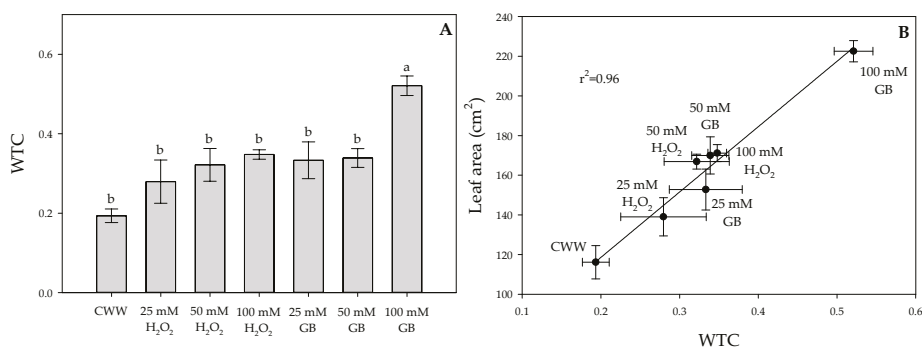 A
WTC
0.6
0.4
0.2
0.0
a
b
b
b
b
b
b
CWW
25 mM
H₂O₂
50 mM
H₂O₂
100 mM
H₂O₂
25 mM
GB
50 mM
GB
100 mM
GB
B
Leaf area (cm²)
240
220
200
180
160
140
120
100
r²=0.96
100 mM
GB
50 mM
GB
50 mM
H₂O₂
100 mM
H₂O₂
25 mM
H₂O₂
25 mM
GB
CWW
0.1
0.2
0.3
0.4
0.5
0.6
WTC